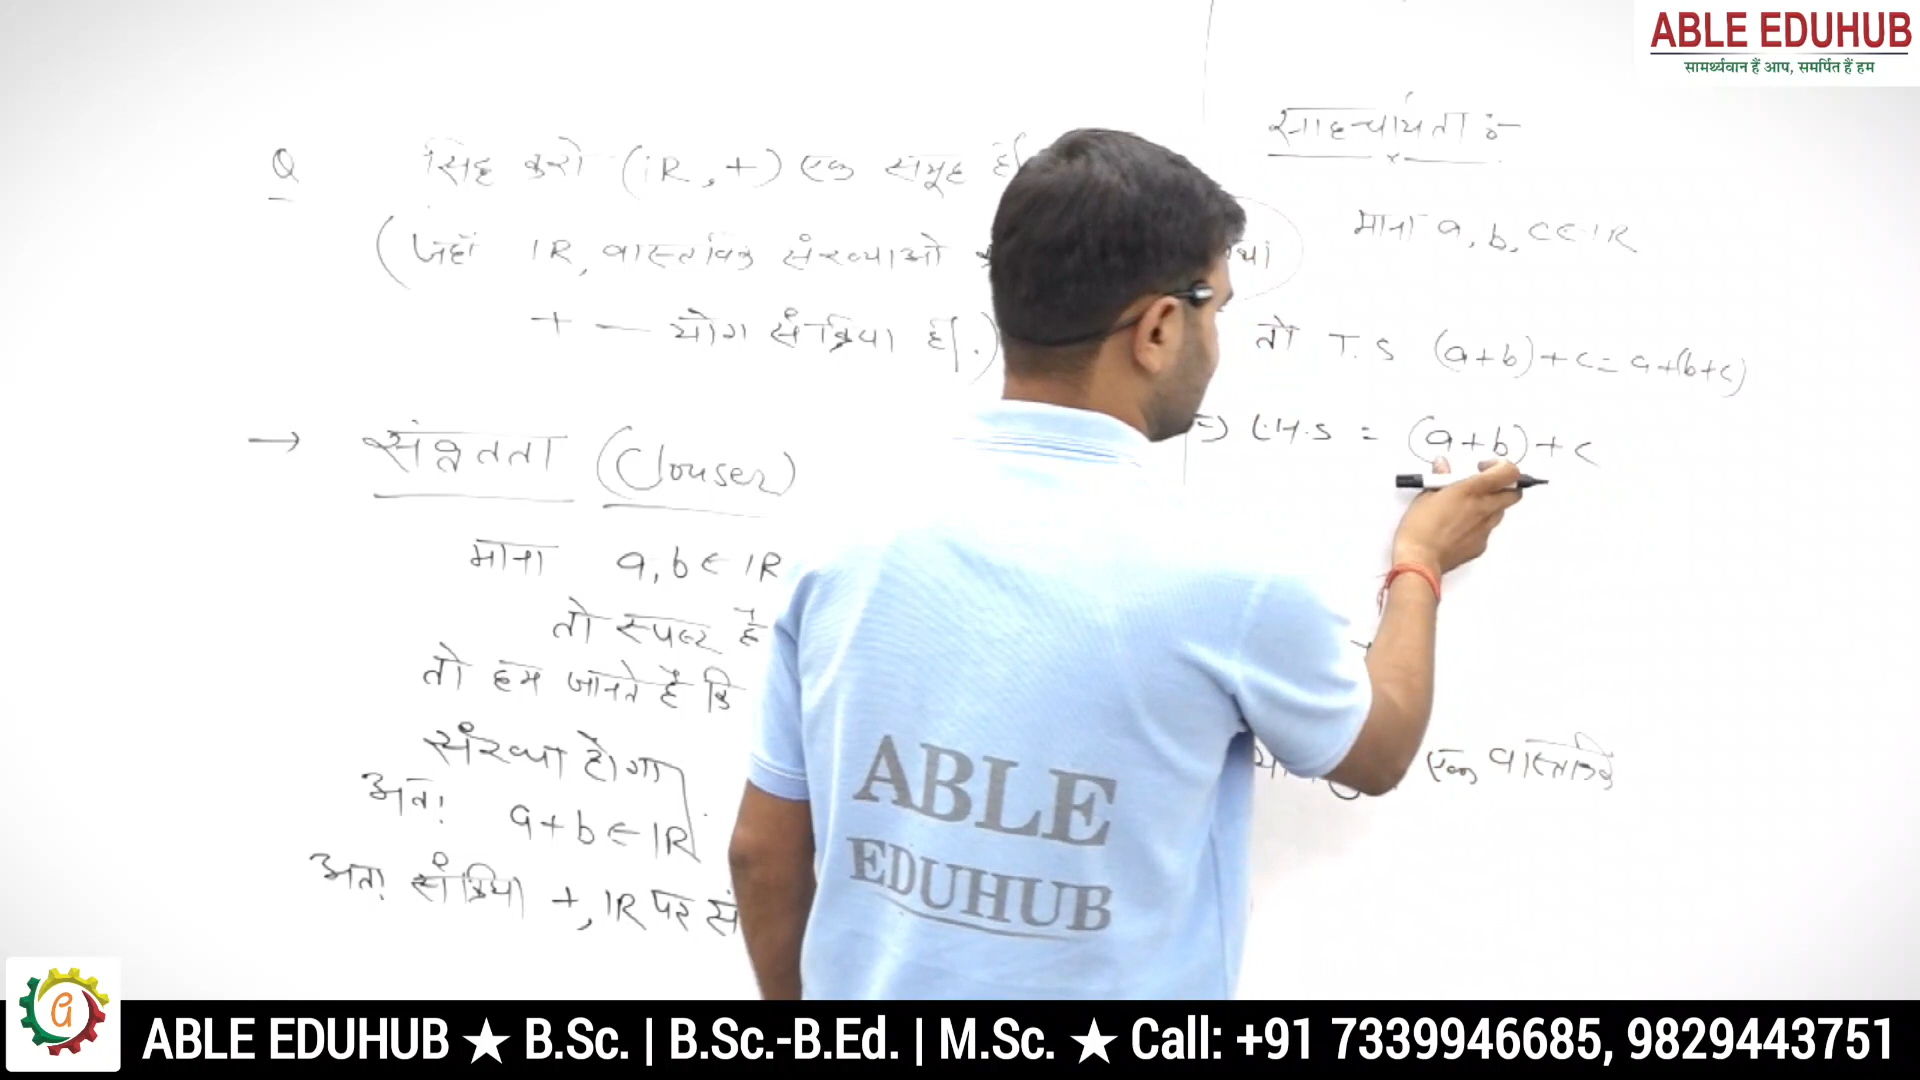 ABLE EDUHUB
सामर्थ्यवान हैं आप, समर्पित हैं हम
Q सिद्ध करो (IR, +) एक समूह है
(जहाँ IR, वास्तविक संख्याओं
+ — योग संक्रिया है।)
→ संवृतता (Clouser)
माना a, b ∈ IR
तो स्पष्ट है
तो हम जानते हैं कि
संख्या होगा
अतः a+b ∈ IR
अतः संक्रिया +, IR पर सं
साहचार्यता :-
माना a, b, c ∈ IR
तो T.S (a+b)+c = a+(b+c)
⇒ L.H.S = (a+b)+c
एक वास्तविक
ABLE
EDUHUB
ABLE EDUHUB ★ B.Sc. | B.Sc.-B.Ed. | M.Sc. ★ Call: +91 7339946685, 9829443751